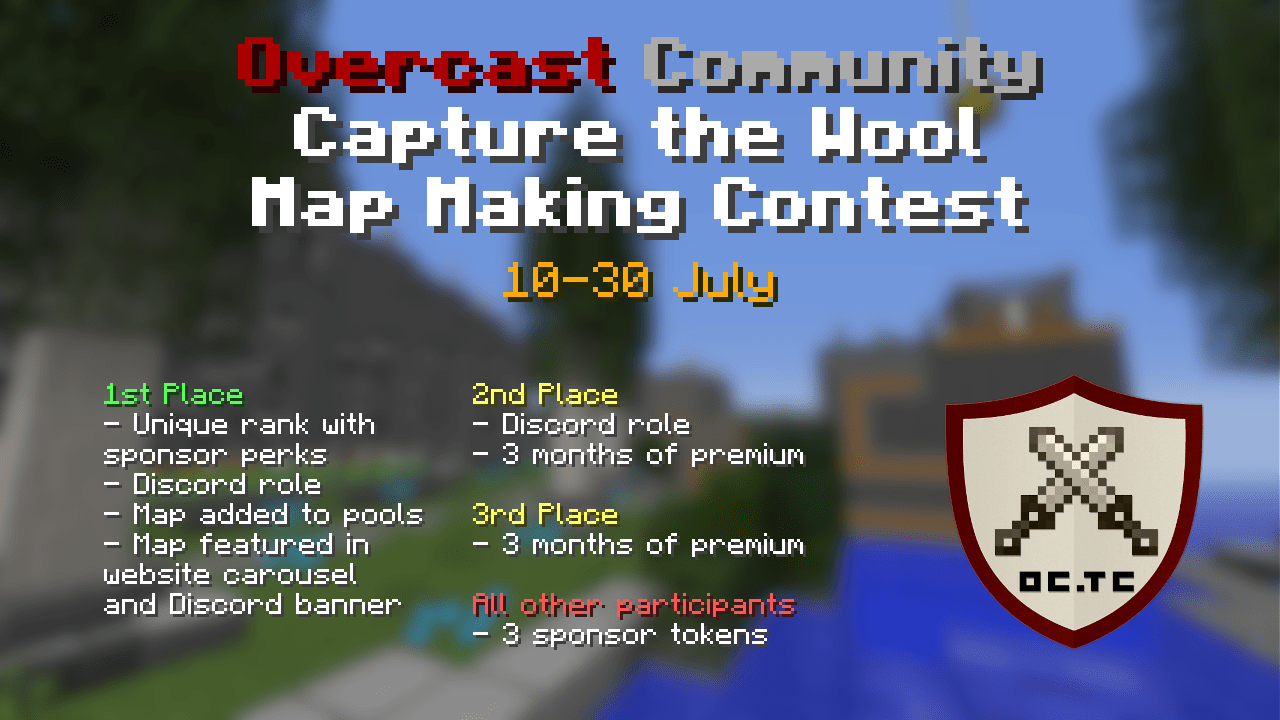 Overcast Community
Capture the Wool
Map Making Contest
10-30 July
1st Place
- Unique rank with
sponsor perks
- Discord role
- Map added to pools
- Map featured in
website carousel
and Discord banner
2nd Place
- Discord role
- 3 months of premium
3rd Place
- 3 months of premium
All other participants
- 3 sponsor tokens
OC.TC